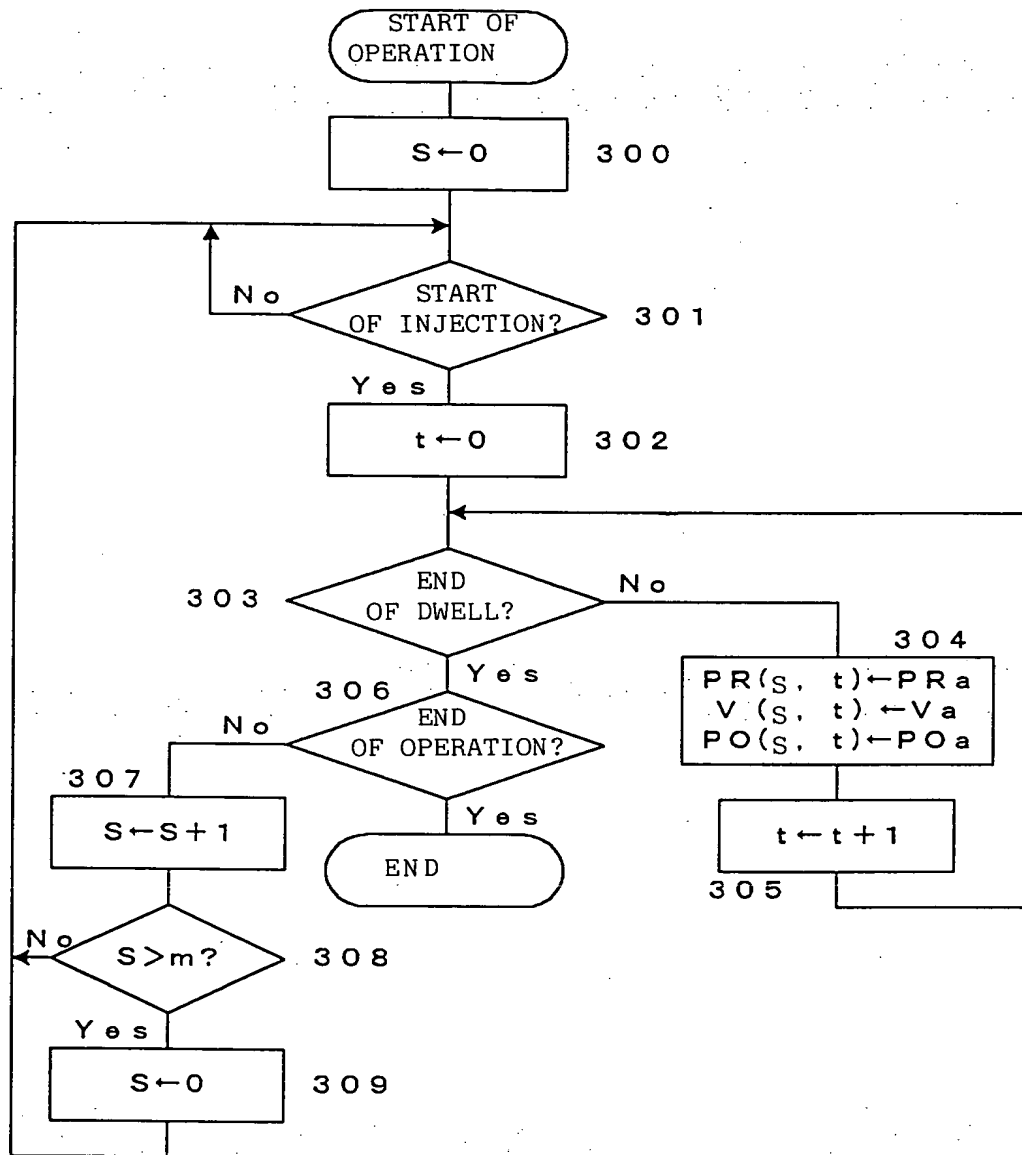 START OF
OPERATION
S←0
300
No
START
OF INJECTION?
301
Yes
t←0
302
303
END
OF DWELL?
No
304
PR(S, t)←PRa
V (S, t) ←Va
PO(S, t)←POa
t←t+1
305
Yes
306
END
OF OPERATION?
No
307
S←S+1
Yes
END
No
S>m?
308
Yes
S←0
309